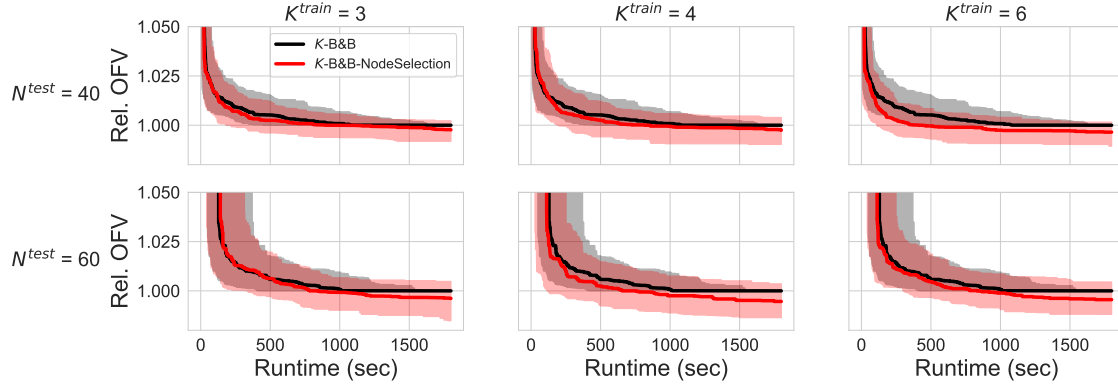 K^train = 3
K^train = 4
K^train = 6
N^test = 40
Rel. OFV
1.050
1.025
1.000
K-B&B
K-B&B-NodeSelection
N^test = 60
Rel. OFV
1.050
1.025
1.000
0 500 1000 1500
0 500 1000 1500
0 500 1000 1500
Runtime (sec)
Runtime (sec)
Runtime (sec)